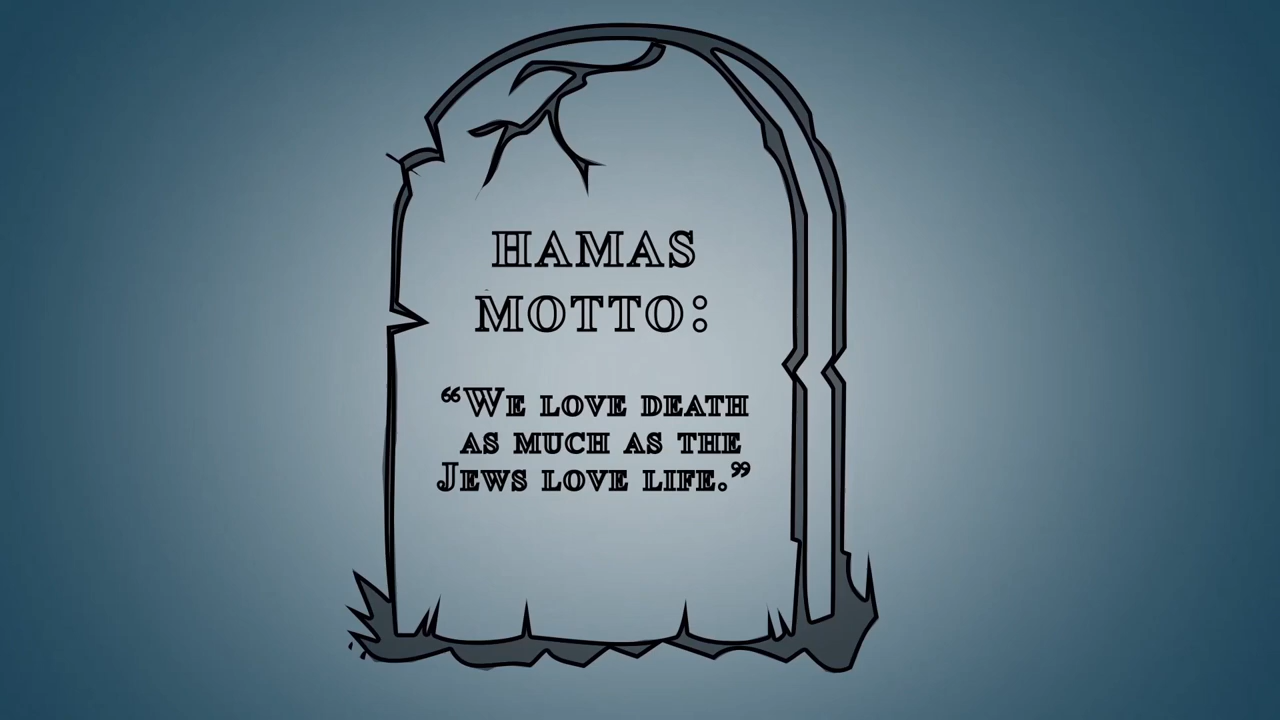 HAMAS
MOTTO:
“WE LOVE DEATH
AS MUCH AS THE
JEWS LOVE LIFE.”